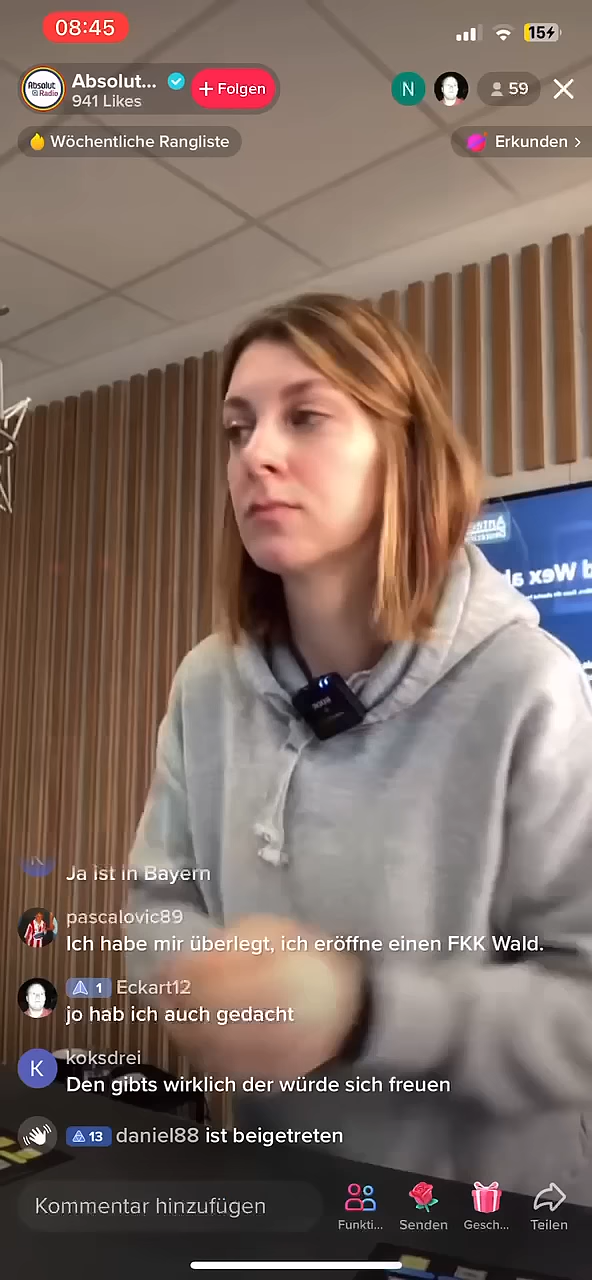 08:45
15
Absolut
Radio
Absolut...
941 Likes
+ Folgen
N
59
Wöchentliche Rangliste
Erkunden >
Ja ist in Bayern
pascalovic89
Ich habe mir überlegt, ich eröffne einen FKK Wald.
1 Eckart12
jo hab ich auch gedacht
K
koksdrei
Den gibts wirklich der würde sich freuen
13 daniel88 ist beigetreten
Kommentar hinzufügen
Funkti...
Senden
Gesch...
Teilen